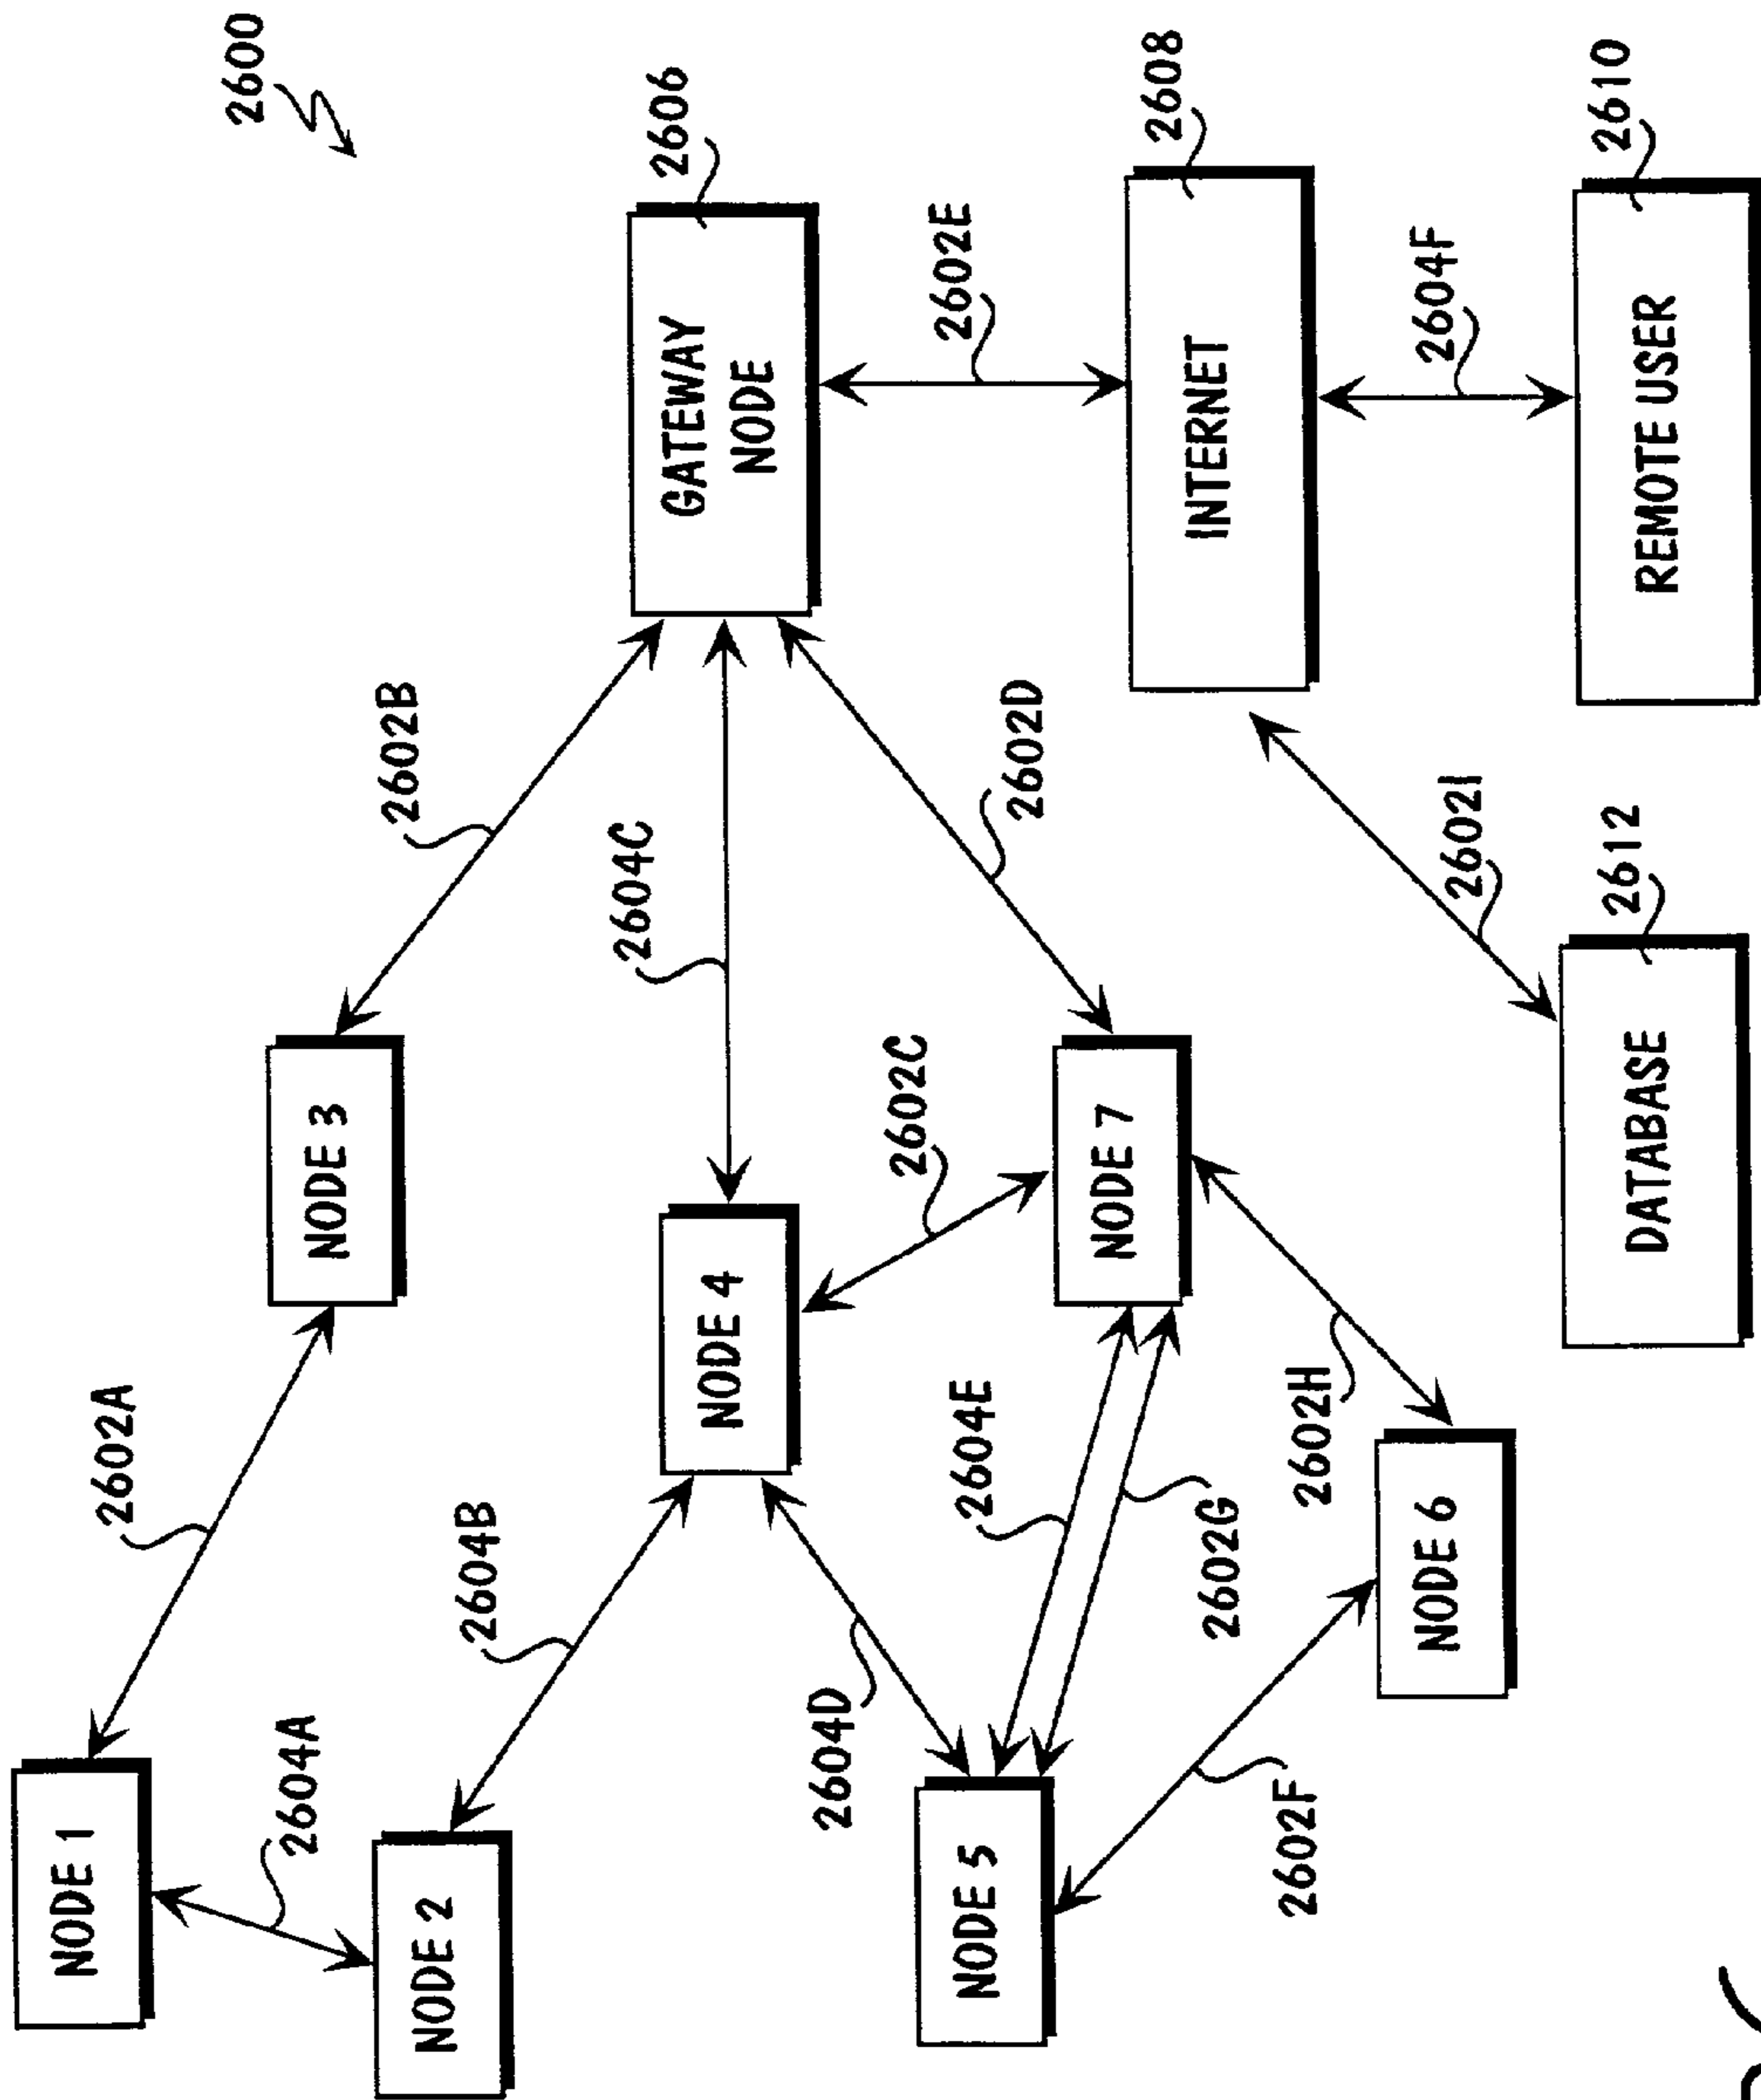 2600
NODE 1
2602A
NODE 3
2602B
2604A
NODE 2
2604B
NODE 4
2604C
GATEWAY
NODE
2606
2604D
2602C
2602D
2602E
NODE 5
2604E
2602G
NODE 7
INTERNET
2608
2602F
2602H
2602I
2604F
NODE 6
DATABASE
2612
REMOTE USER
2610